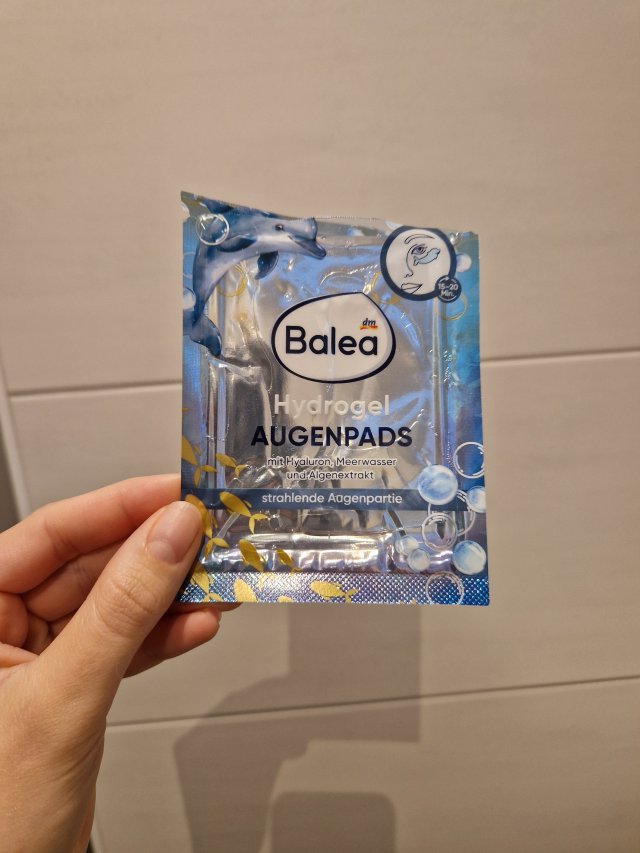 15-20
Min.
dm
Balea
Hydrogel
AUGENPADS
mit Hyaluron, Meerwasser
und Algenextrakt
strahlende Augenpartie